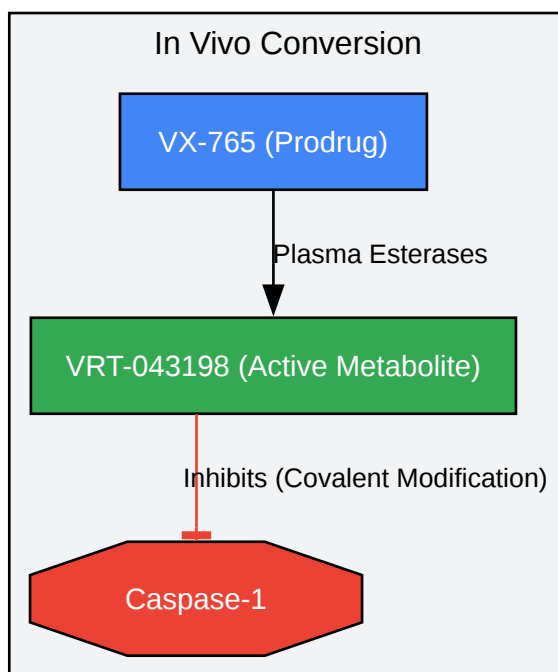 In Vivo Conversion
VX-765 (Prodrug)
Plasma Esterases
VRT-043198 (Active Metabolite)
Inhibits (Covalent Modification)
Caspase-1